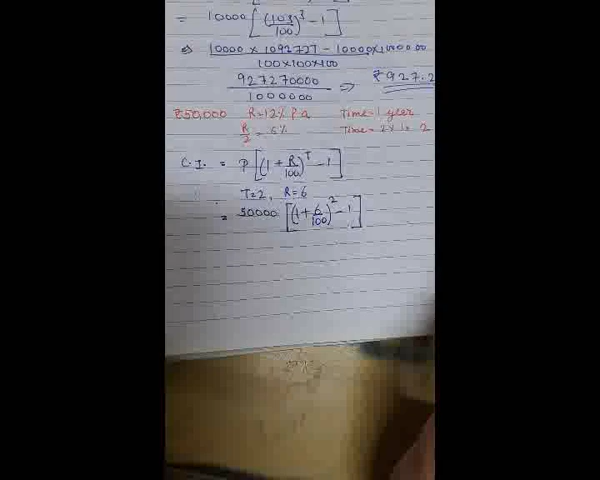 = 10000 [(103/100)^3 - 1]
⇒ 10000 × 1092727 - 10000×1000000
100×100×100
927270000 ⇒ ₹927.2
1000000
₹50,000 R=12% P a Time=1 year
R/2 = 6% Time = 2×1= 2
C.I. = P[(1 + R/100)^T - 1]
T=2, R=6
= 50000 [(1+6/100)^2 - 1]